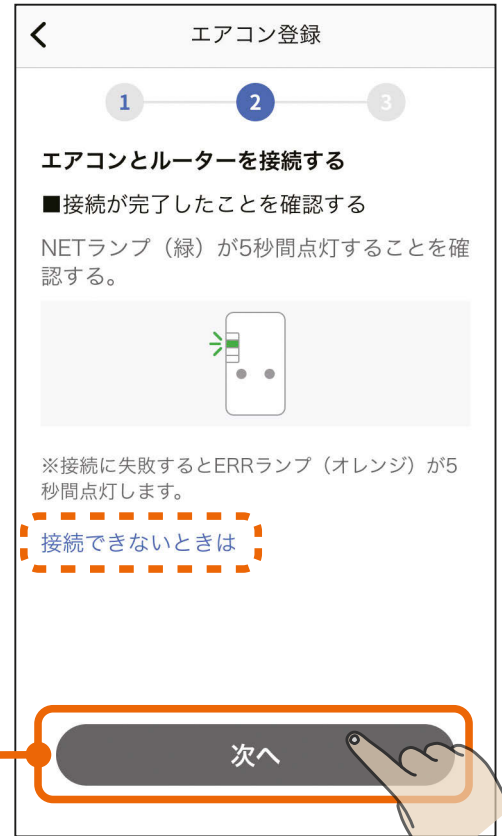 エアコン登録
1 2 3
エアコンとルーターを接続する
■接続が完了したことを確認する
NETランプ（緑）が5秒間点灯することを確
認する。
※接続に失敗するとERRランプ（オレンジ）が5
秒間点灯します。
接続できないときは
次へ